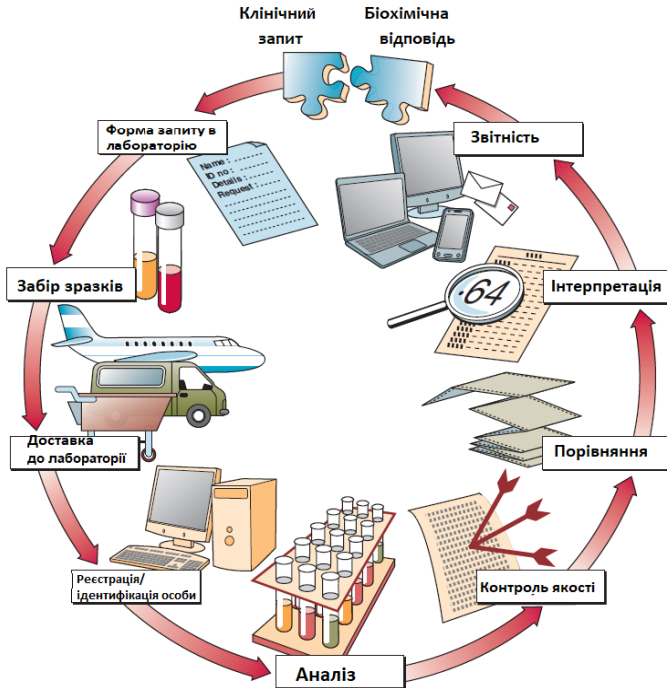 Клінічний
запит
Біохімічна
відповідь
Форма запиту в
лабораторію
Name :
ID no :
Details :
Request :
Звітність
Забір зразків
64
Інтерпретація
Доставка
до лабораторії
Порівняння
Реєстрація/
ідентифікація особи
Контроль якості
Аналіз